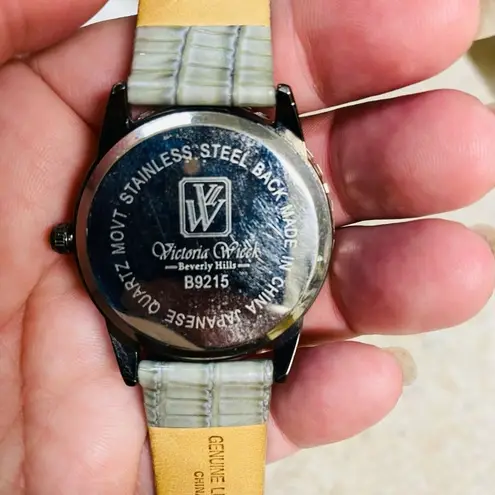 STAINLESS STEEL BACK MADE IN CHINA JAPANESE QUARTZ MOVT
VW
Victoria Wieck
Beverly Hills
B9215
GENUINE
CHINA